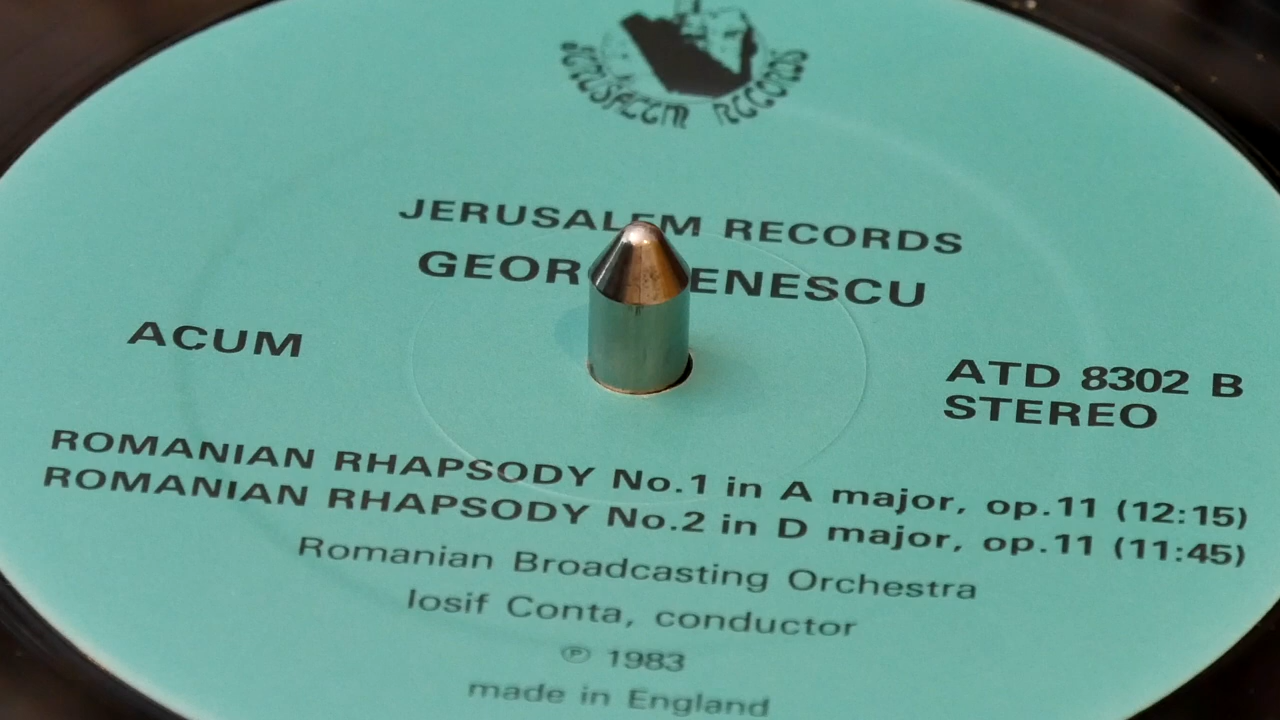 JERUSALEM RECORDS
JERUSALEM RECORDS
ENESCU
ACUM
ATD 8302 B
STEREO
ROMANIAN RHAPSODY No.1 in A major, op.11 (12:15)
ROMANIAN RHAPSODY No.2 in D major, op.11 (11:45)
Romanian Broadcasting Orchestra
Iosif Conta, conductor
℗ 1983
made in England